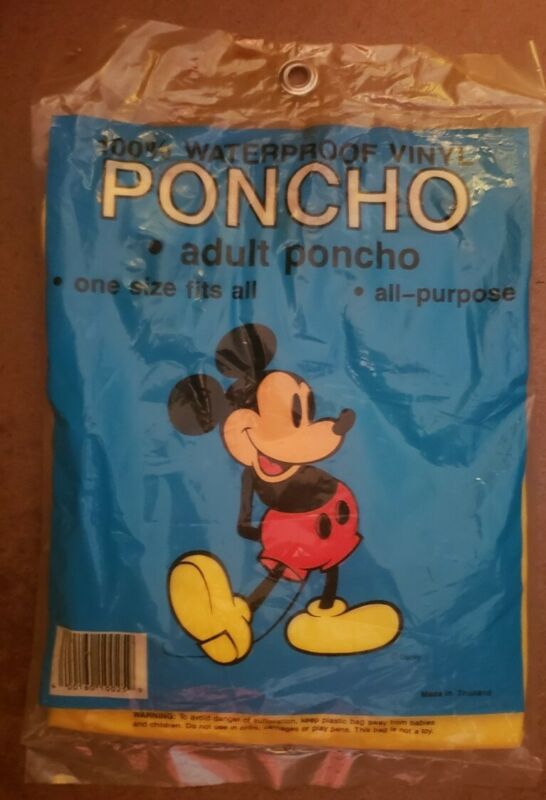 100% WATERPROOF VINYL
PONCHO
• adult poncho
• one size fits all • all-purpose
Made in Thailand
WARNING: To avoid danger of suffocation, keep plastic bag away from babies
and children. Do not use in cribs, carriages or play pens. This bag is not a toy.